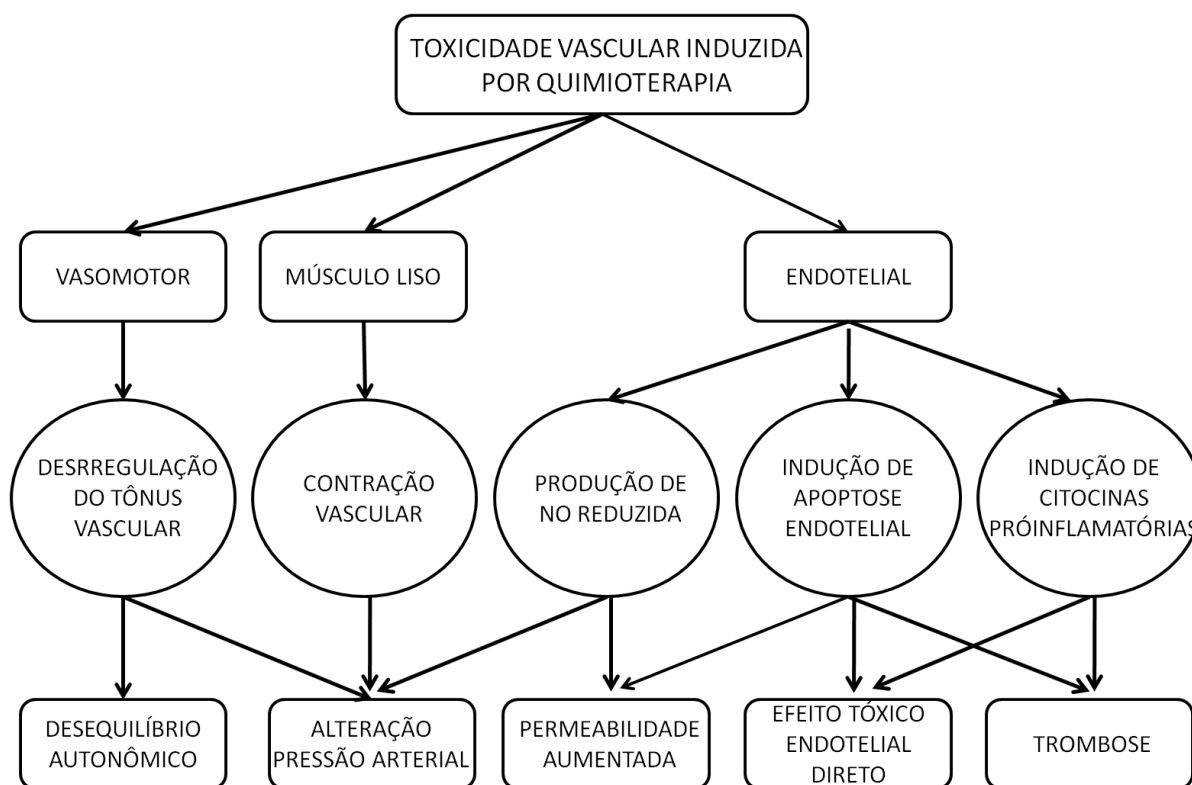 TOXICIDADE VASCULAR INDUZIDA
POR QUIMIOTERAPIA
VASOMOTOR
MÚSCULO LISO
ENDOTELIAL
DESRREGULAÇÃO
DO TÔNUS
VASCULAR
CONTRAÇÃO
VASCULAR
PRODUÇÃO DE
NO REDUZIDA
INDUÇÃO DE
APOPTOSE
ENDOTELIAL
INDUÇÃO DE
CITOCINAS
PRÓINFLAMATÓRIAS
DESEQUILÍBRIO
AUTONÔMICO
ALTERAÇÃO
PRESSÃO ARTERIAL
PERMEABILIDADE
AUMENTADA
EFEITO TÓXICO
ENDOTELIAL
DIRETO
TROMBOSE